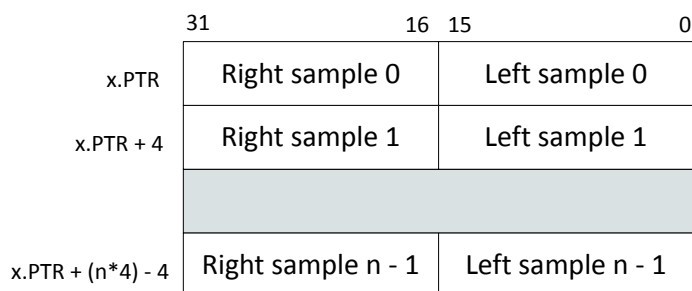 31 16 15 0
x.PTR Right sample 0 Left sample 0
x.PTR + 4 Right sample 1 Left sample 1
x.PTR + (n*4) - 4 Right sample n - 1 Left sample n - 1